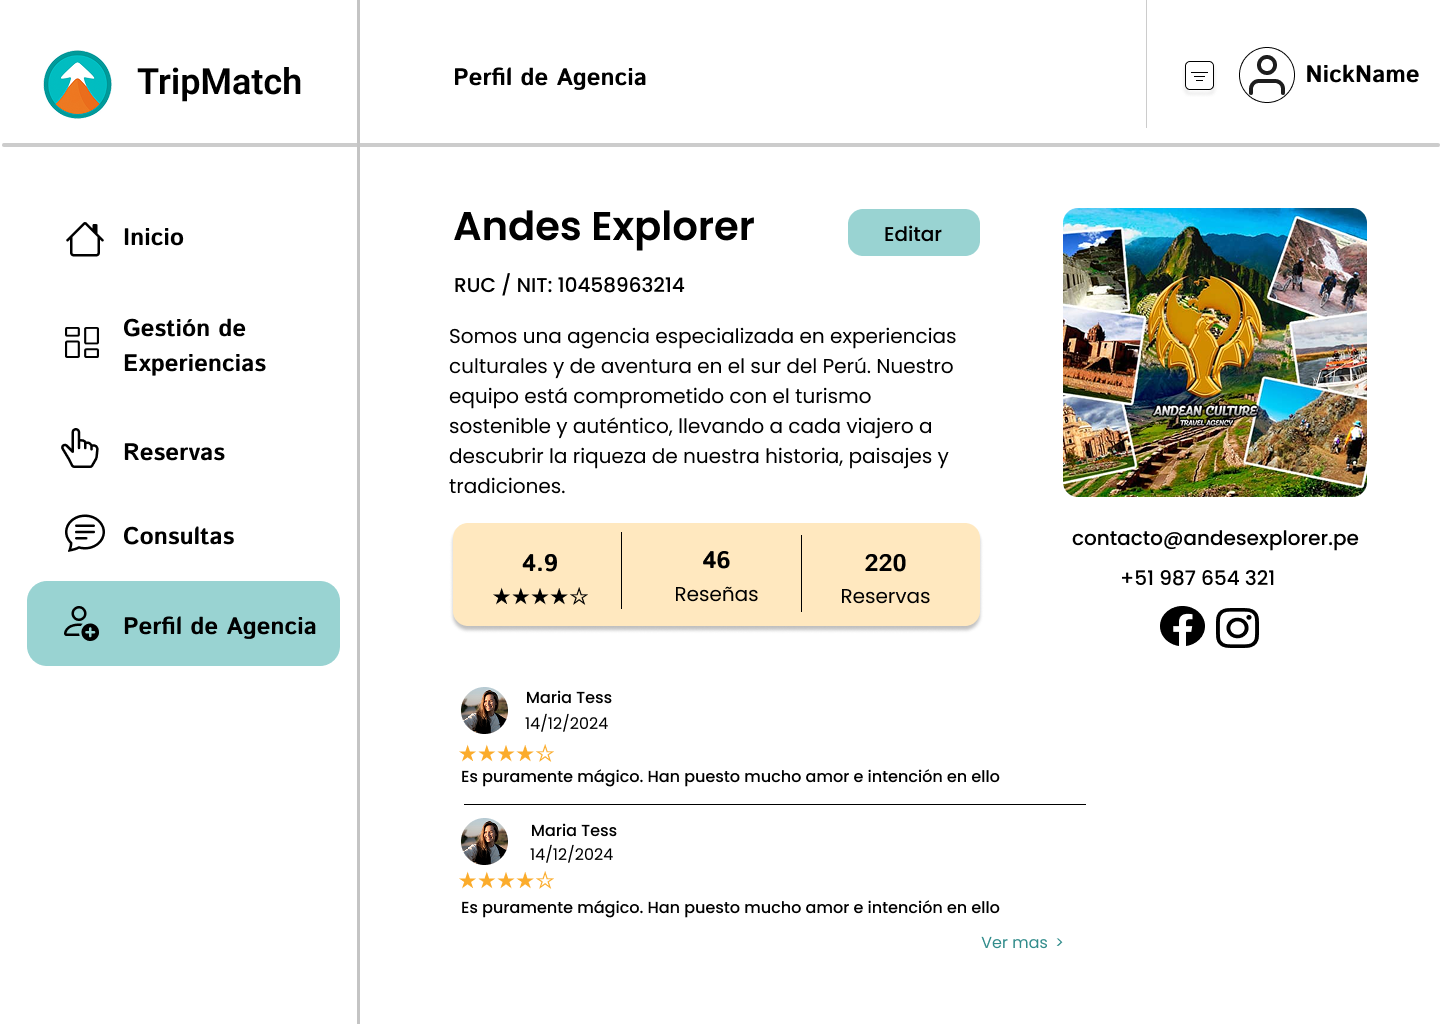 TripMatch
Perfil de Agencia
NickName
Inicio
Gestión de
Experiencias
Reservas
Consultas
Perfil de Agencia
Andes Explorer
Editar
RUC / NIT: 10458963214
Somos una agencia especializada en experiencias
culturales y de aventura en el sur del Perú. Nuestro
equipo está comprometido con el turismo
sostenible y auténtico, llevando a cada viajero a
descubrir la riqueza de nuestra historia, paisajes y
tradiciones.
4.9
★★★★☆
46
Reseñas
220
Reservas
ANDEAN CULTURE
TRAVEL AGENCY
contacto@andesexplorer.pe
+51 987 654 321
Maria Tess
14/12/2024
★★★★☆
Es puramente mágico. Han puesto mucho amor e intención en ello
Maria Tess
14/12/2024
★★★★☆
Es puramente mágico. Han puesto mucho amor e intención en ello
Ver mas >